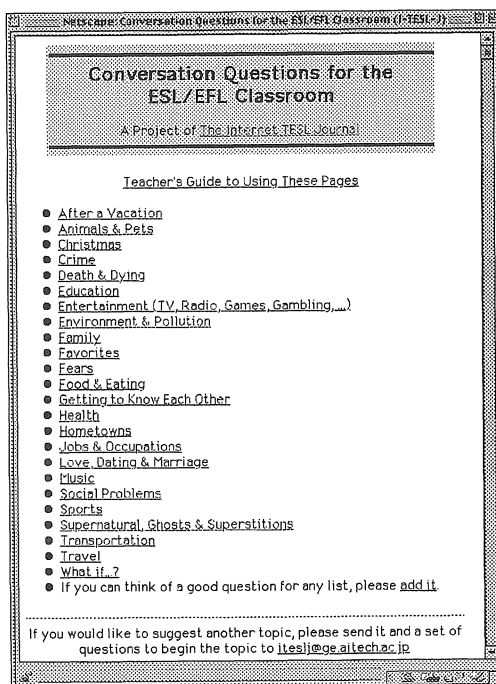 Netscape: Conversation Questions for the ESL/EFL Classroom (I-TESL-J)
Conversation Questions for the
ESL/EFL Classroom
A Project of The Internet TESL Journal
Teacher's Guide to Using These Pages
After a Vacation
Animals & Pets
Christmas
Crime
Death & Dying
Education
Entertainment (TV, Radio, Games, Gambling, ...)
Environment & Pollution
Family
Favorites
Fears
Food & Eating
Getting to Know Each Other
Health
Hometowns
Jobs & Occupations
Love, Dating & Marriage
Music
Social Problems
Sports
Supernatural, Ghosts & Superstitions
Transportation
Travel
What if...?
If you can think of a good question for any list, please add it.
If you would like to suggest another topic, please send it and a set of
questions to begin the topic to iteslj@ge.aitech.ac.jp